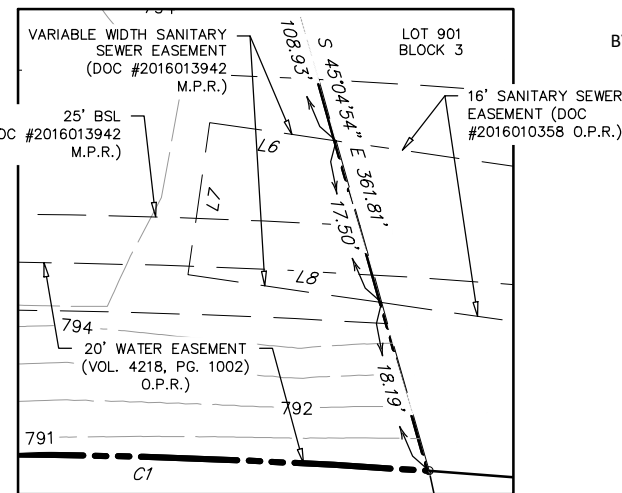 VARIABLE WIDTH SANITARY
SEWER EASEMENT
(DOC #2016013942
M.P.R.)
LOT 901
BLOCK 3
S 45°04'54" E 361.81'
108.93'
16' SANITARY SEWER
EASEMENT (DOC
#2016010358 O.P.R.)
25' BSL
OC #2016013942
M.P.R.)
L6
L7
17.50'
L8
794
20' WATER EASEMENT
(VOL. 4218, PG. 1002)
O.P.R.)
18.19'
792
791
C1